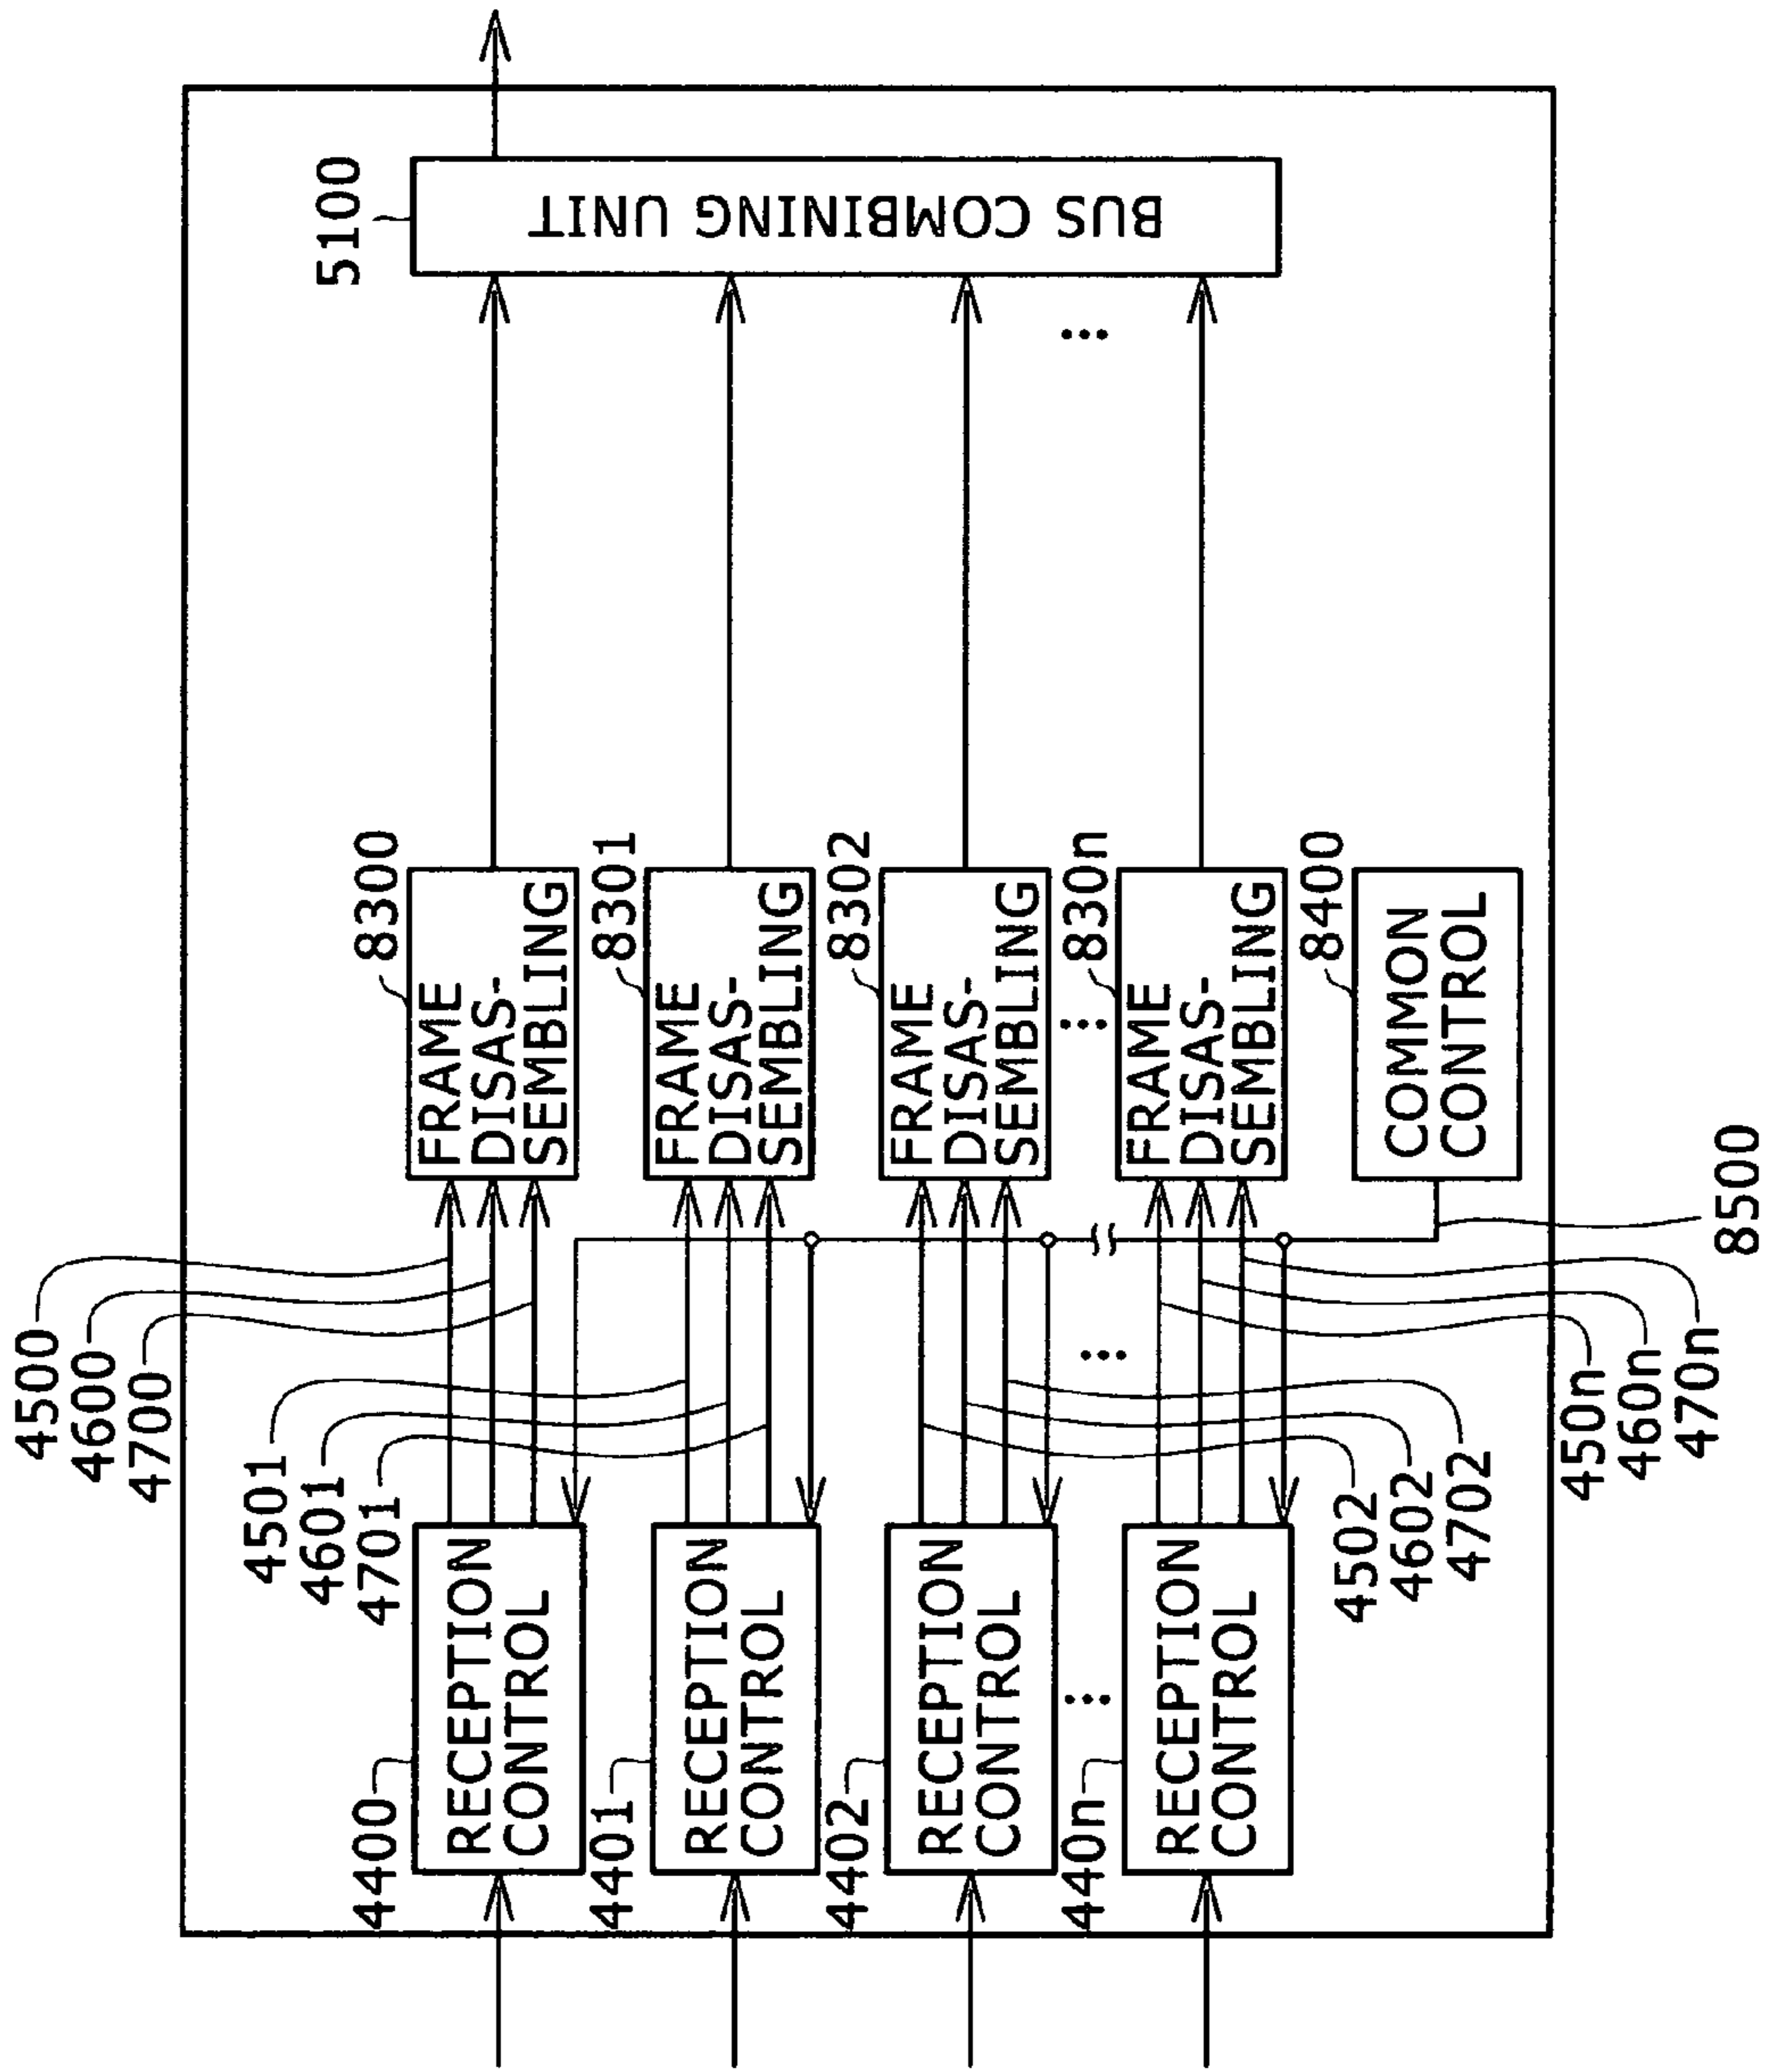 4400
RECEPTION
CONTROL
4401
RECEPTION
CONTROL
4402
RECEPTION
CONTROL
...
440n
RECEPTION
CONTROL
4500
4600
4700
4501
4601
4701
4502
4602
4702
...
450n
460n
470n
8300
FRAME
DISAS-
SEMBLING
8301
FRAME
DISAS-
SEMBLING
8302
FRAME
DISAS-
SEMBLING
...
830n
FRAME
DISAS-
SEMBLING
8400
COMMON
CONTROL
8500
5100
BUS COMBINING UNIT
...